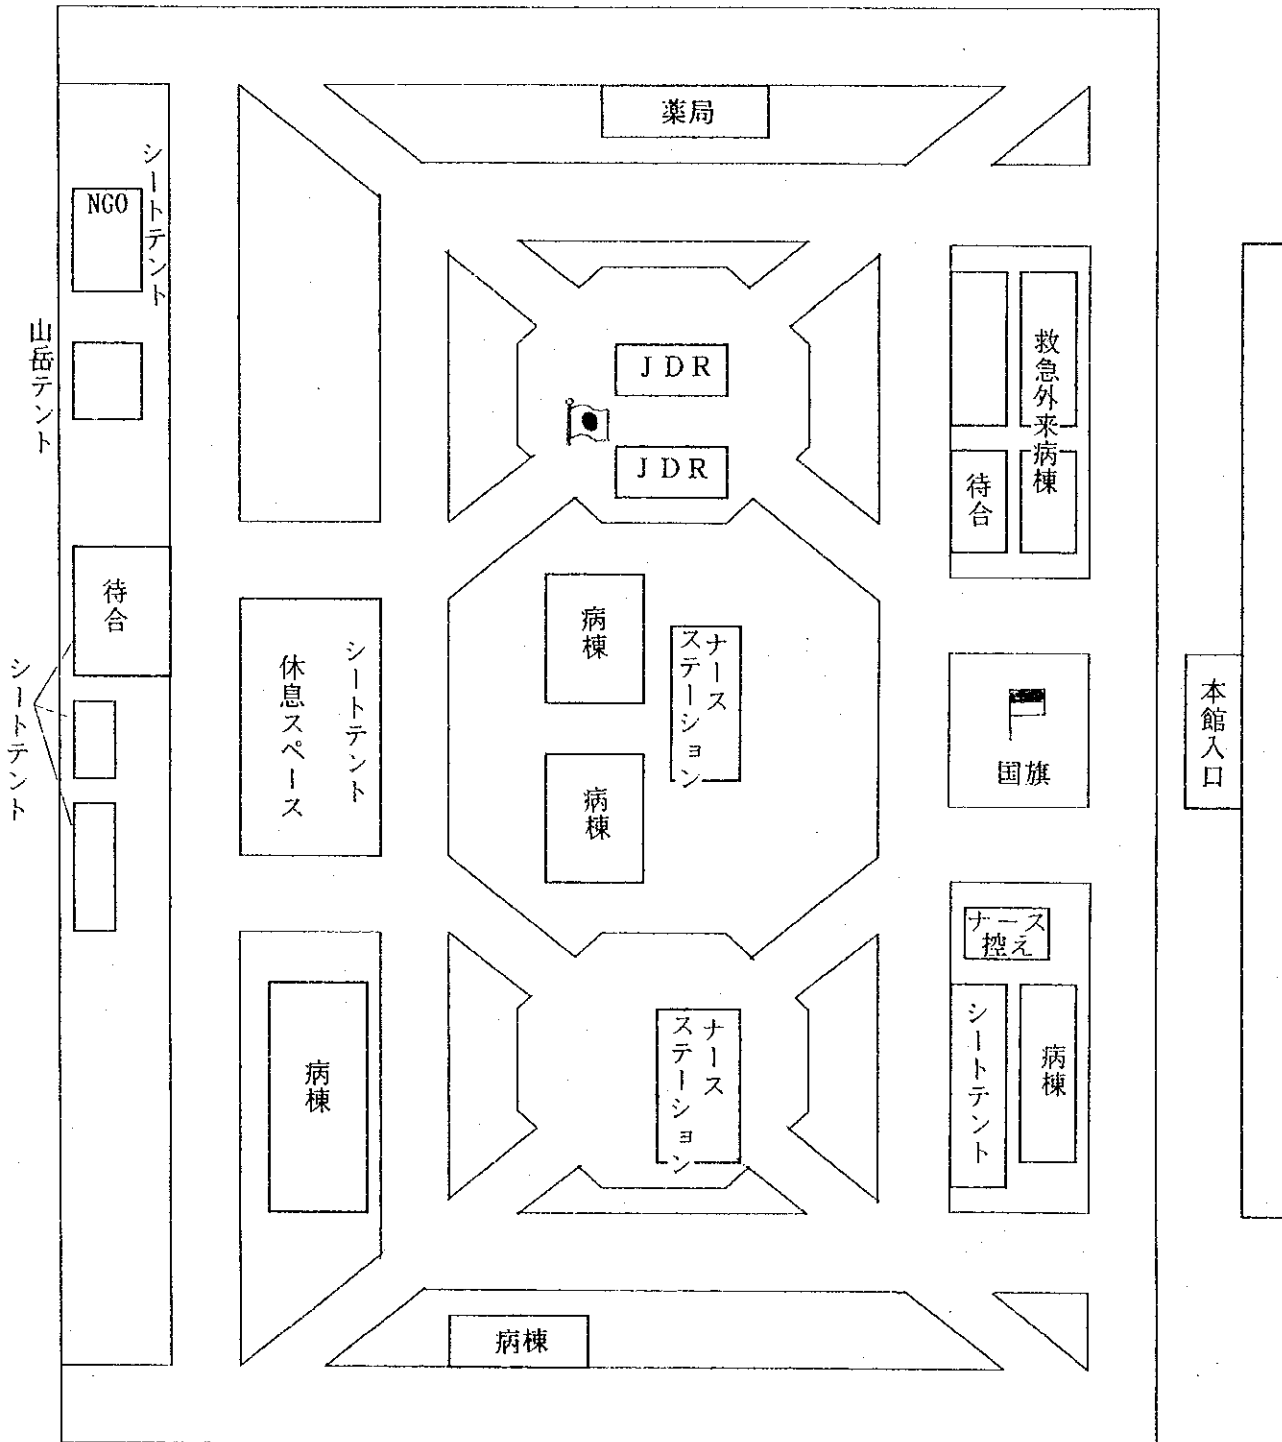 薬局
NGO
シートテント
山岳テント
JDR
JDR
救急外来病棟
待合
待合
シートテント
休息スペース
シートテント
病棟
ナース
ステーション
病棟
国旗
本館入口
ナース
控え
病棟
ナース
ステーション
シートテント
病棟
病棟